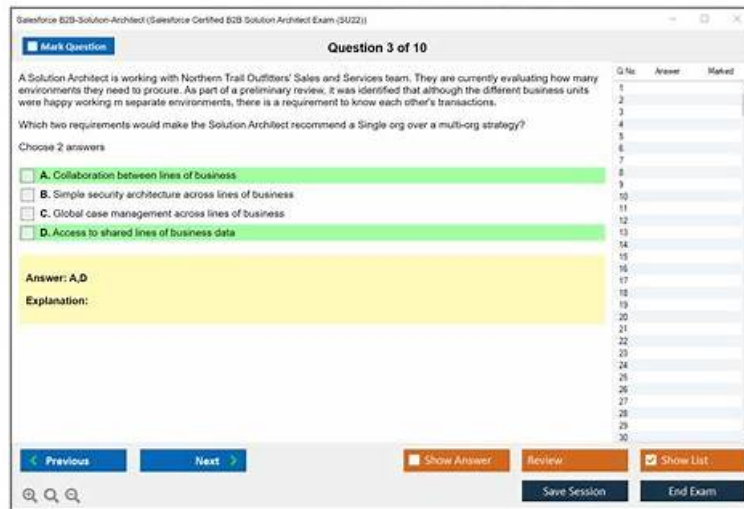 Salesforce B2B-Solution-Architect (Salesforce Certified B2B Solution Architect Exam (SU22))
Mark Question
Question 3 of 10
A Solution Architect is working with Northern Trail Outfitters' Sales and Services team. They are currently evaluating how many
environments they need to procure. As part of a preliminary review, it was identified that although the different business units
were happy working m separate environments, there is a requirement to know each other's transactions.
Which two requirements would make the Solution Architect recommend a Single org over a multi-org strategy?
Choose 2 answers
A. Collaboration between lines of business
B. Simple security architecture across lines of business
C. Global case management across lines of business
D. Access to shared lines of business data
Answer: A,D
Explanation:
Q.No Answer Marked
1
2
3
4
5
6
7
8
9
10
11
12
13
14
15
16
17
18
19
20
21
22
23
24
25
26
27
28
29
30
Previous
Next
Show Answer
Review
Show List
Save Session
End Exam